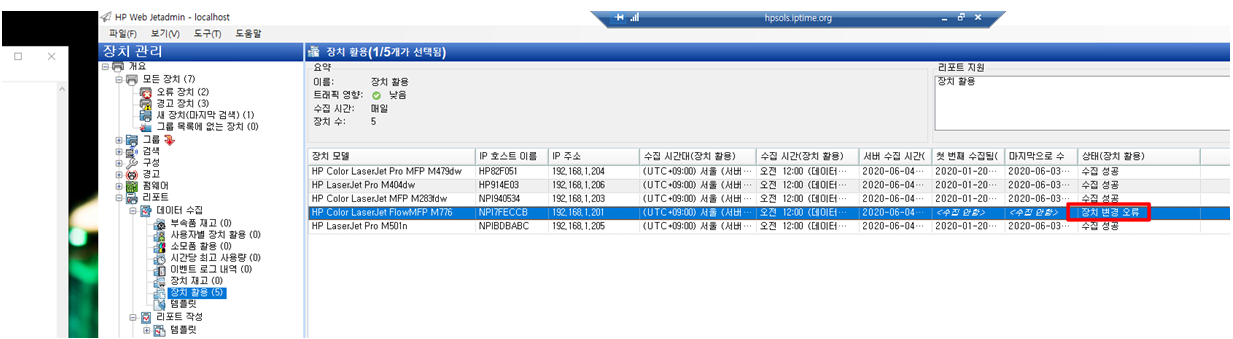 HP Web Jetadmin - localhost
hpsols.iptime.org
파일(F) 보기(V) 도구(T) 도움말
장치 관리
장치 활용(1/5개가 선택됨)
개요
모든 장치 (7)
오류 장치 (2)
경고 장치 (3)
새 장치(마지막 검색) (1)
그룹 목록에 없는 장치 (0)
그룹
검색
구성
경고
펌웨어
리포트
데이터 수집
부속품 재고 (0)
사용자별 장치 활용 (0)
소모품 활용 (0)
시간당 최고 사용량 (0)
이벤트 로그 내역 (0)
장치 재고 (0)
장치 활용 (5)
템플릿
리포트 작성
템플릿
요약
이름: 장치 활용
트래픽 영향: 낮음
수집 시간: 매일
장치 수: 5
리포트 지원
장치 활용
장치 모델 IP 호스트 이름 IP 주소 수집 시간대(장치 활용) 수집 시간(장치 활용) 서버 수집 시간( 첫 번째 수집됨( 마지막으로 수 상태(장치 활용)
HP Color LaserJet Pro MFP M479dw HP82F051 192.168.1.204 (UTC+09:00) 서울 (서버··· 오전 12:00 (데이터··· 2020-06-04··· 2020-01-20··· 2020-06-03··· 수집 성공
HP LaserJet Pro M404dw HP914E03 192.168.1.206 (UTC+09:00) 서울 (서버··· 오전 12:00 (데이터··· 2020-06-04··· 2020-01-20··· 2020-06-03··· 수집 성공
HP Color LaserJet MFP M283fdw NPI940534 192.168.1.203 (UTC+09:00) 서울 (서버··· 오전 12:00 (데이터··· 2020-06-04··· 2020-01-20··· 2020-06-03··· 수집 성공
HP Color LaserJet FlowMFP M776 NPI7FECCB 192.168.1.201 (UTC+09:00) 서울 (서버··· 오전 12:00 (데이터··· 2020-06-04··· <수집 안함> <수집 안함> 장치 변경 오류
HP LaserJet Pro M501n NPIBDBABC 192.168.1.205 (UTC+09:00) 서울 (서버··· 오전 12:00 (데이터··· 2020-06-04··· 2020-01-20··· 2020-06-03··· 수집 성공